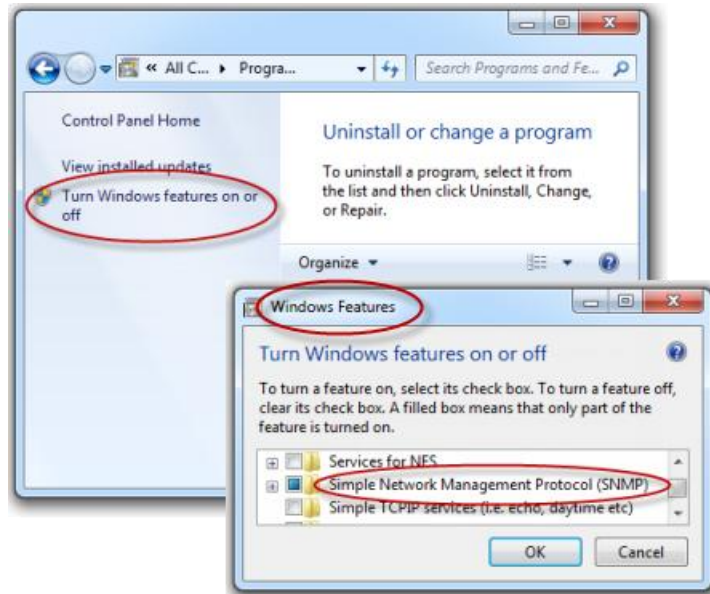 « All C... ▸ Progra...
Search Programs and Fe...
Control Panel Home
View installed updates
Turn Windows features on or
off
Uninstall or change a program
To uninstall a program, select it from
the list and then click Uninstall, Change,
or Repair.
Organize
Windows Features
Turn Windows features on or off
To turn a feature on, select its check box. To turn a feature off,
clear its check box. A filled box means that only part of the
feature is turned on.
Services for NFS
Simple Network Management Protocol (SNMP)
Simple TCPIP services (i.e. echo, daytime etc)
OK
Cancel